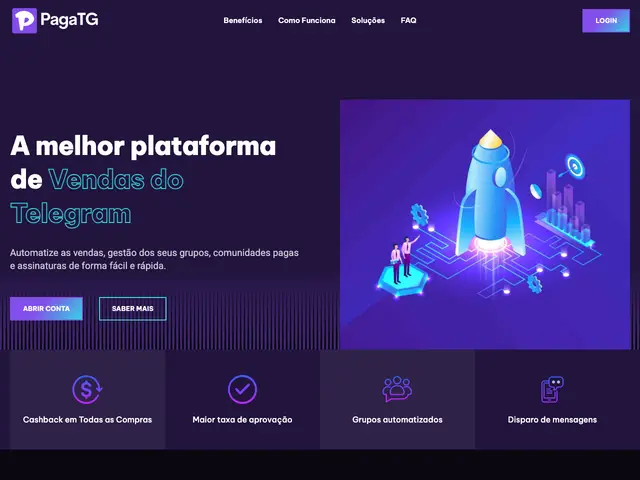 PagaTG
Benefícios
Como Funciona
Soluções
FAQ
LOGIN
A melhor plataforma
de Vendas do
Telegram
Automatize as vendas, gestão dos seus grupos, comunidades pagas
e assinaturas de forma fácil e rápida.
ABRIR CONTA
SABER MAIS
Cashback em Todas as Compras
Maior taxa de aprovação
Grupos automatizados
Disparo de mensagens